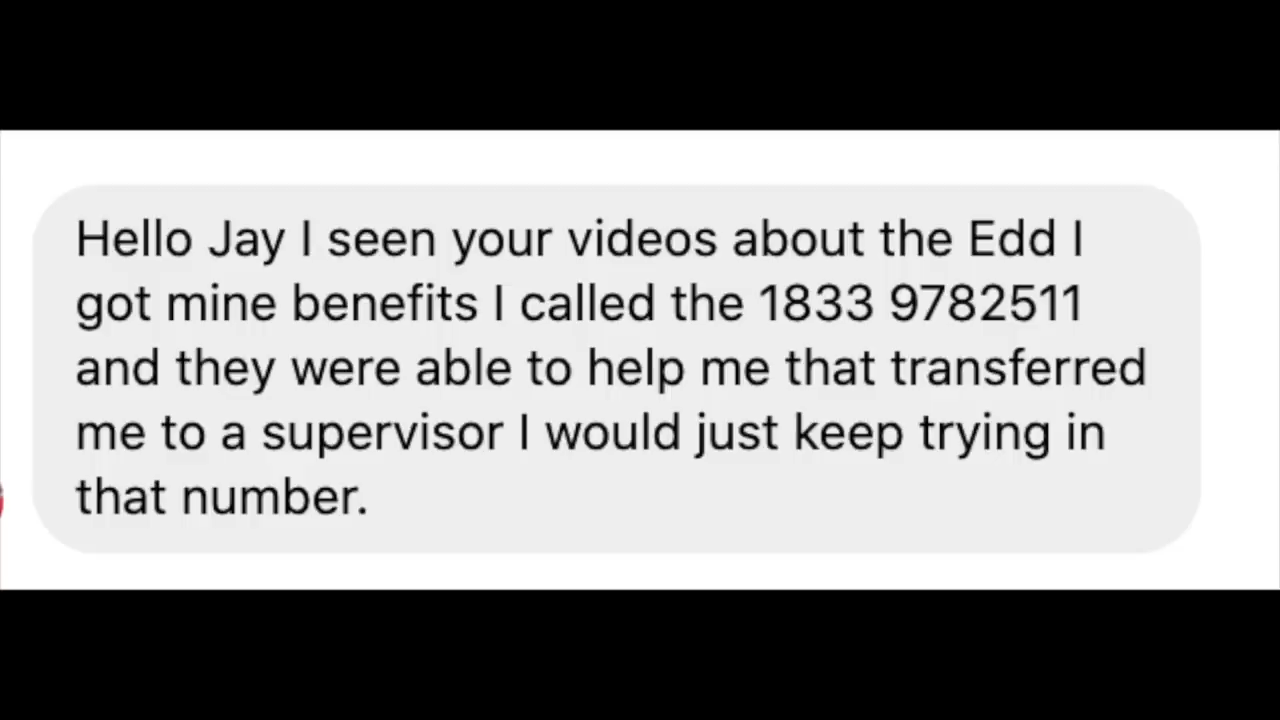 Hello Jay I seen your videos about the Edd I
got mine benefits I called the 1833 9782511
and they were able to help me that transferred
me to a supervisor I would just keep trying in
that number.